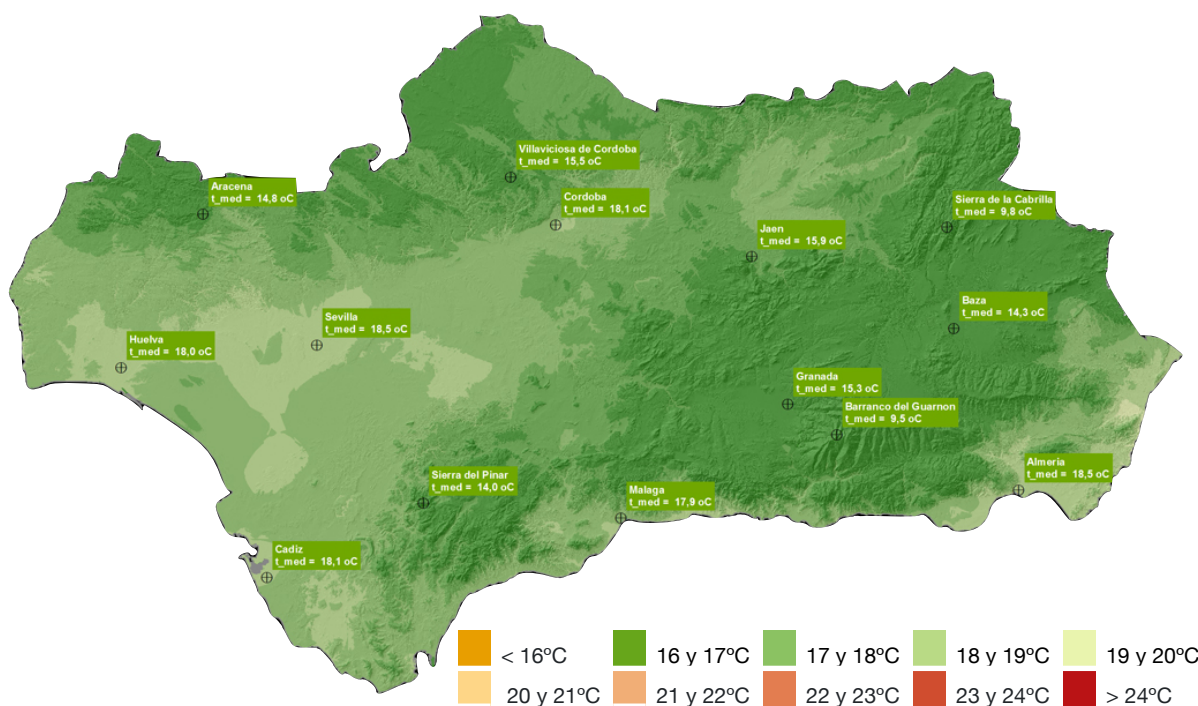 Villaviciosa de Cordoba
t_med = 15,5 oC
Aracena
t_med = 14,8 oC
Cordoba
t_med = 18,1 oC
Sierra de la Cabrilla
t_med = 9,8 oC
Jaen
t_med = 15,9 oC
Baza
t_med = 14,3 oC
Sevilla
t_med = 18,5 oC
Huelva
t_med = 18,0 oC
Granada
t_med = 15,3 oC
Barranco del Guarnon
t_med = 9,5 oC
Almeria
t_med = 18,5 oC
Sierra del Pinar
t_med = 14,0 oC
Malaga
t_med = 17,9 oC
Cadiz
t_med = 18,1 oC
< 16ºC 16 y 17ºC 17 y 18ºC 18 y 19ºC 19 y 20ºC
20 y 21ºC 21 y 22ºC 22 y 23ºC 23 y 24ºC > 24ºC